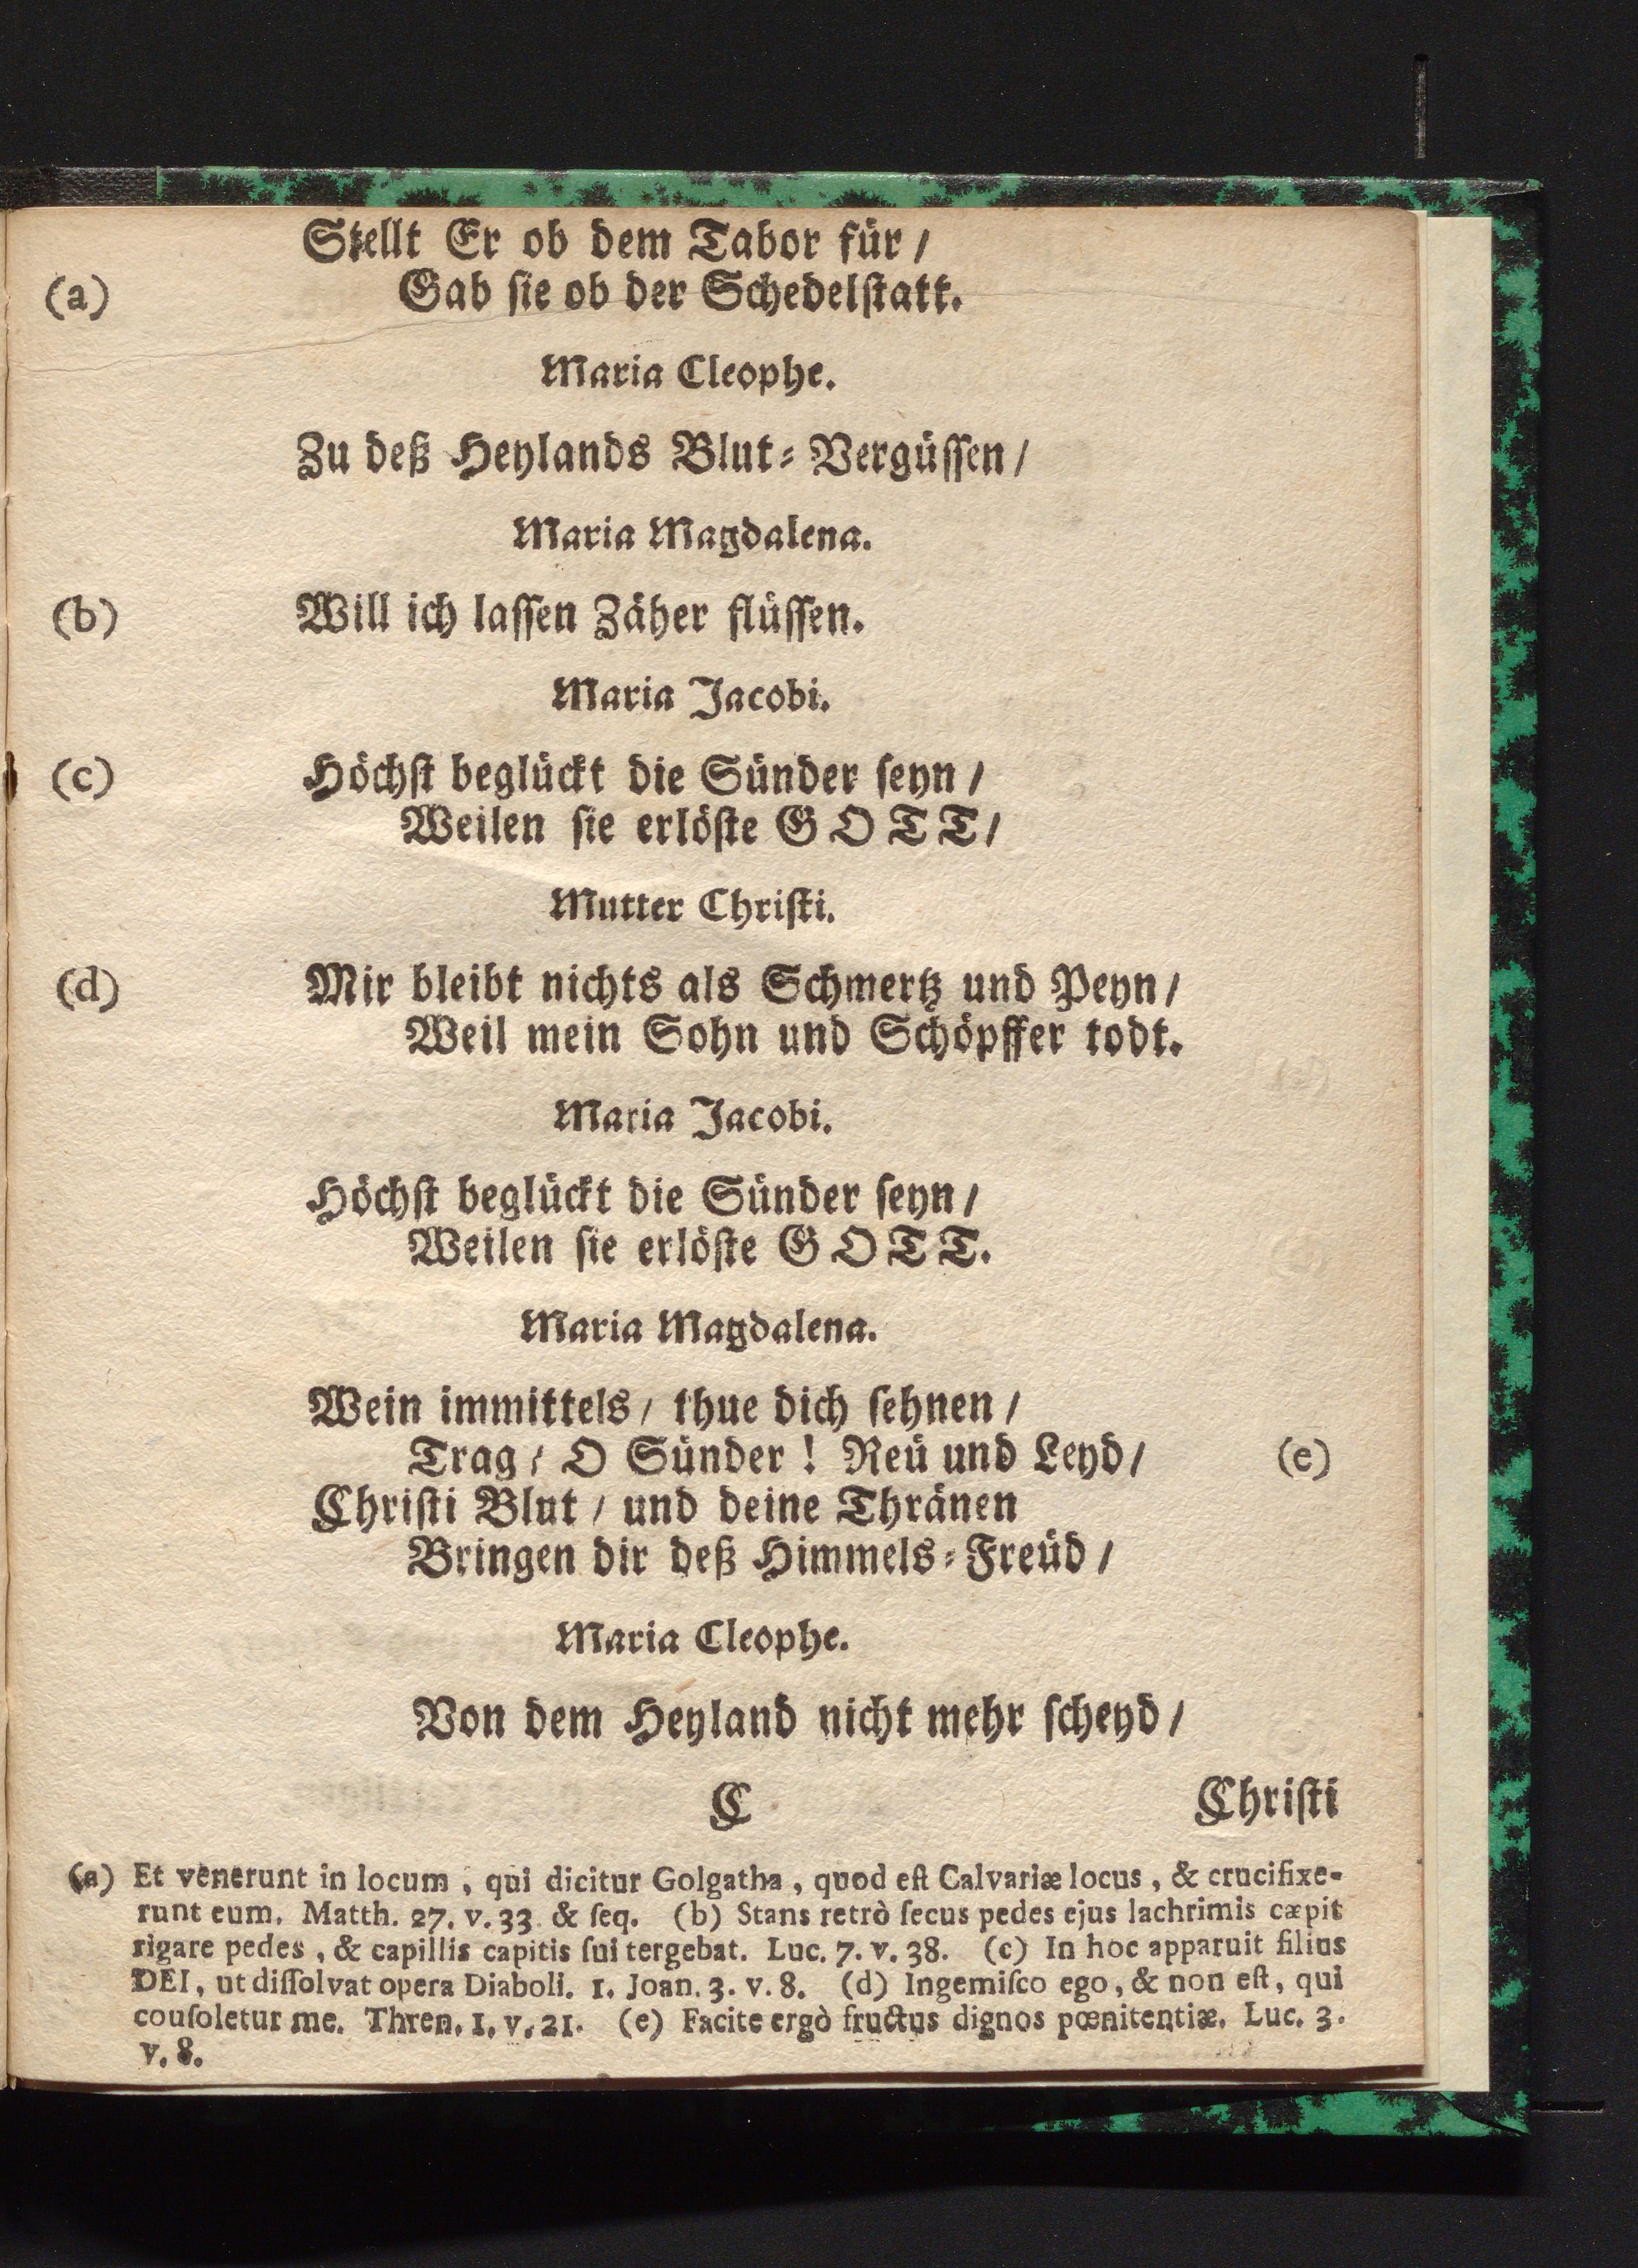 Stellt Er ob dem Tabor für /
(a) Gab ſie ob der Schedelſtatt.
Maria Cleophe.
Zu deß Heylands Blut⸗Vergüſſen /
Maria Magdalena.
(b) Will ich laſſen Zäher flüſſen.
Maria Jacobi.
(c) Höchſt beglückt die Sünder ſeyn /
Weilen ſie erlöſte GOTT /
Mutter Chriſti.
(d) Mir bleibt nichts als Schmertz und Peyn /
Weil mein Sohn und Schöpffer todt.
Maria Jacobi.
Höchſt beglückt die Sünder ſeyn /
Weilen ſie erlöſte GOTT.
Maria Magdalena.
Wein immittels / thue dich ſehnen /
Trag / O Sünder ! Reü und Leyd / (e)
Chriſti Blut / und deine Thränen
Bringen dir deß Himmels⸗Freüd /
Maria Cleophe.
Von dem Heyland nicht mehr ſcheyd /
C Chriſti
(a) Et venerunt in locum, qui dicitur Golgatha, quod eſt Calvariæ locus, & crucifixe-
runt eum. Matth. 27. v. 33. & ſeq. (b) Stans retrò ſecus pedes ejus lachrimis cæpit
rigare pedes, & capillis capitis ſui tergebat. Luc. 7. v. 38. (c) In hoc apparuit filius
DEI, ut diſſolvat opera Diaboli. 1. Joan. 3. v. 8. (d) Ingemiſco ego, & non eſt, qui
couſoletur me. Thren. 1. v. 21. (e) Facite ergò fructus dignos pœnitentiæ. Luc. 3.
v. 8.